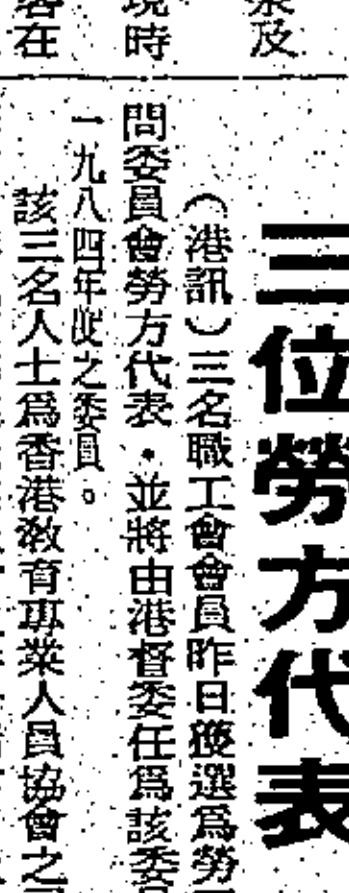 三位勞方代表
（港訊）三名職工會會員昨日獲選為勞
問委員會勞方代表，並將由港督委任為該委員
一九八四年度之委員。
該三名人士為香港教育專業人員協會之
景及
時
在